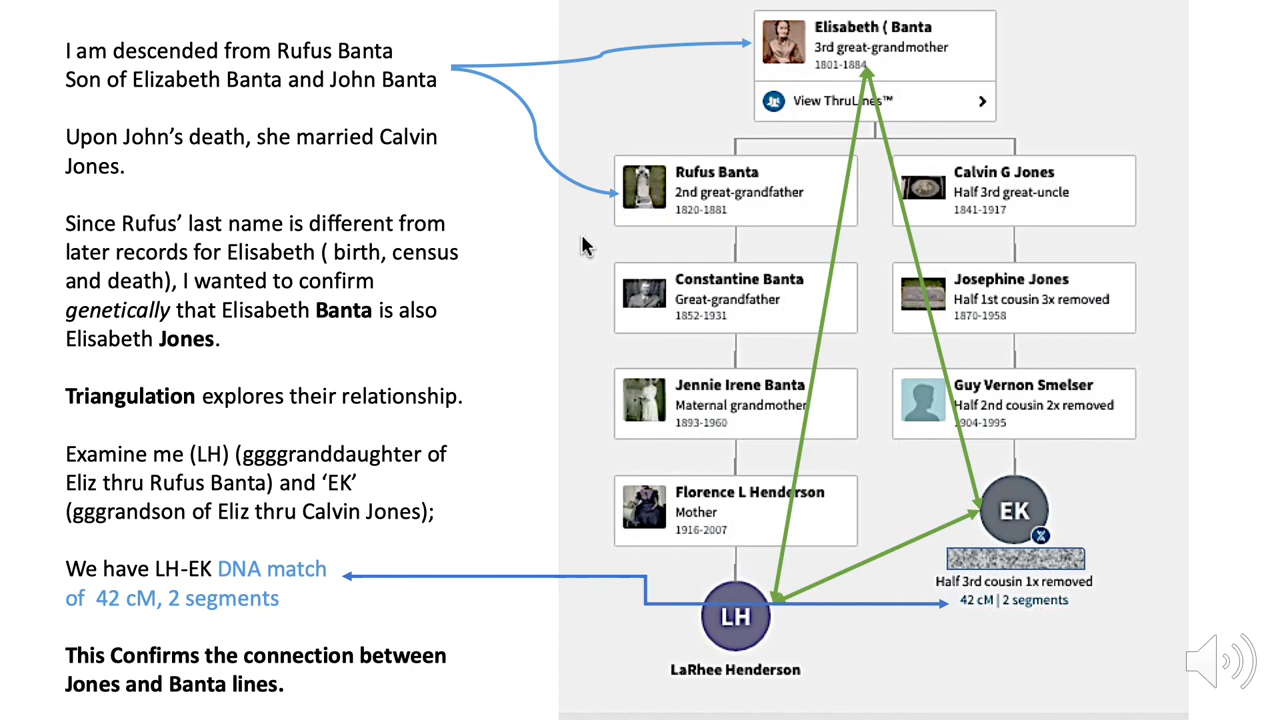 I am descended from Rufus Banta
Son of Elizabeth Banta and John Banta
Upon John’s death, she married Calvin
Jones.
Since Rufus’ last name is different from
later records for Elisabeth ( birth, census
and death), I wanted to confirm
genetically that Elisabeth Banta is also
Elisabeth Jones.
Triangulation explores their relationship.
Examine me (LH) (ggggranddaughter of
Eliz thru Rufus Banta) and ‘EK’
(gggrandson of Eliz thru Calvin Jones);
We have LH-EK DNA match
of 42 cM, 2 segments
This Confirms the connection between
Jones and Banta lines.
Elisabeth ( Banta
3rd great-grandmother
1801-1884
View ThruLines™
Rufus Banta
2nd great-grandfather
1820-1881
Calvin G Jones
Half 3rd great-uncle
1841-1917
Constantine Banta
Great-grandfather
1852-1931
Josephine Jones
Half 1st cousin 3x removed
1870-1958
Jennie Irene Banta
Maternal grandmother
1893-1960
Guy Vernon Smelser
Half 2nd cousin 2x removed
1904-1995
Florence L Henderson
Mother
1916-2007
EK
Half 3rd cousin 1x removed
42 cM | 2 segments
LH
LaRhee Henderson